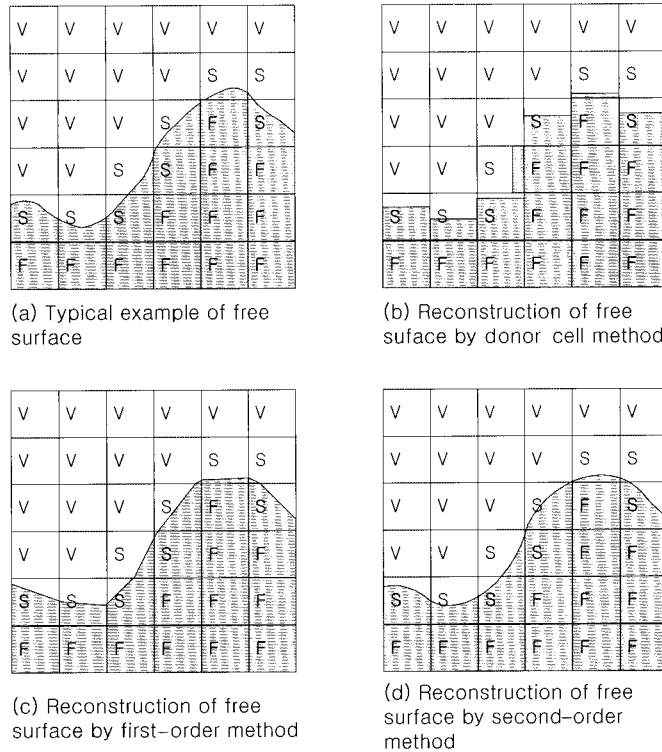 V V V V V V
V V V V S S
V V V S F S
V V S S F F
S S S F F F
F F F F F F
(a) Typical example of free
surface
V V V V V V
V V V V S S
V V V S F S
V V S F F F
S S S F F F
F F F F F F
(b) Reconstruction of free
suface by donor cell method
V V V V V V
V V V V S S
V V V S F S
V V S S F F
S S S F F F
F F F F F F
(c) Reconstruction of free
surface by first-order method
V V V V V V
V V V V S S
V V V S F S
V V S S F F
S S S F F F
F F F F F F
(d) Reconstruction of free
surface by second-order
method